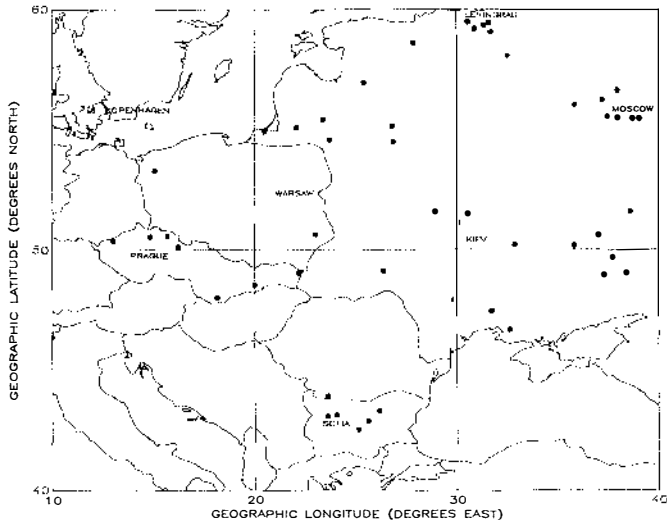 60
LENINGRAD
KOPENHAGEN
MOSCOW
WARSAW
GEOGRAPHIC LATITUDE (DEGREES NORTH)
50
PRAGUE
KIEV
SOFIA
40
10
20
30
40
GEOGRAPHIC LONGITUDE (DEGREES EAST)